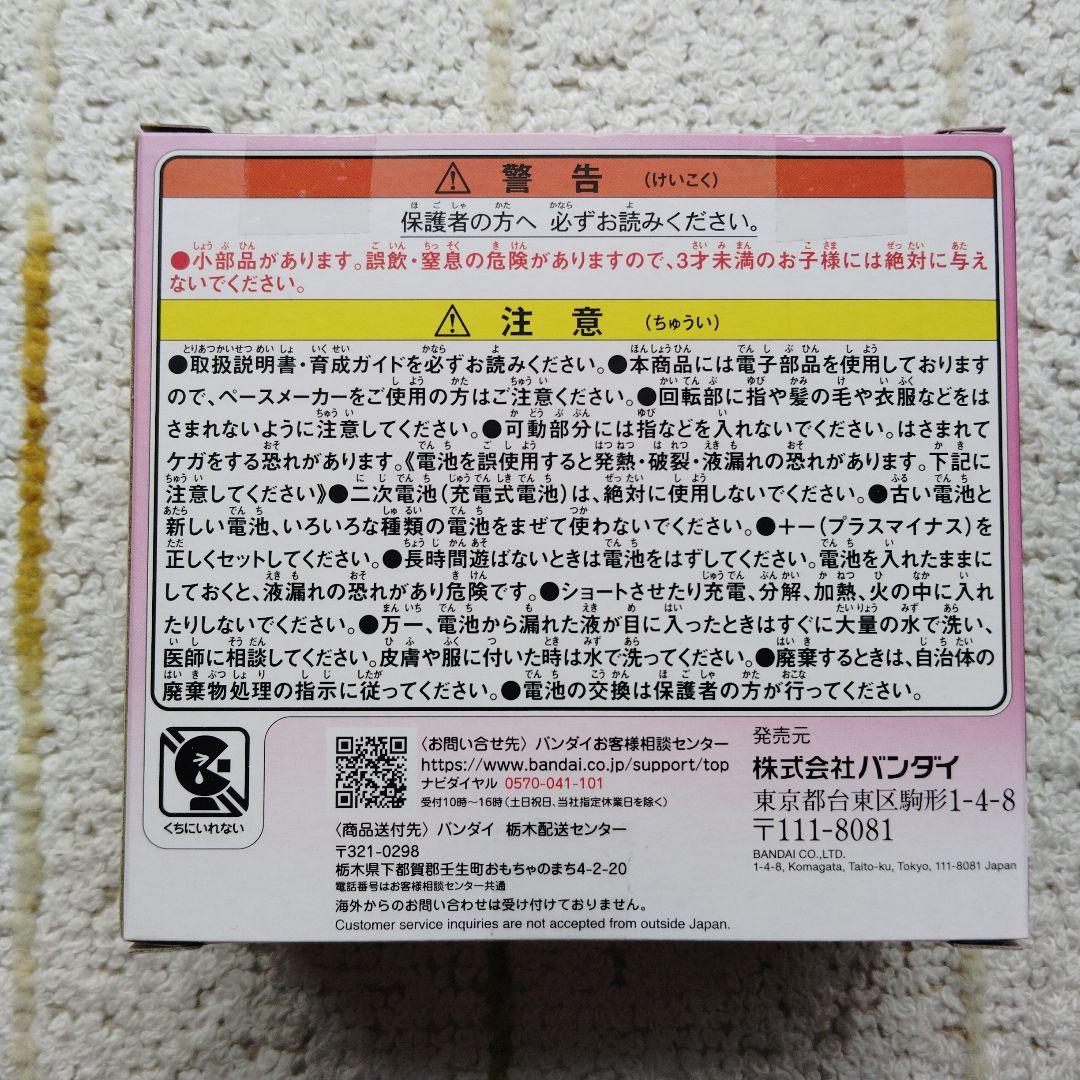 警告 (けいこく)
保護者の方へ 必ずお読みください。
●小部品があります。誤飲・窒息の危険がありますので、3才未満のお子様には絶対に与え
ないでください。
注意 (ちゅうい)
●取扱説明書・育成ガイドを必ずお読みください。●本商品には電子部品を使用しております
ので、ペースメーカーをご使用の方はご注意ください。●回転部に指や髪の毛や衣服などをは
さまれないように注意してください。●可動部分には指などを入れないでください。はさまれて
ケガをする恐れがあります。《電池を誤使用すると発熱・破裂・液漏れの恐れがあります。下記に
注意してください》●二次電池(充電式電池)は、絶対に使用しないでください。●古い電池と
新しい電池、いろいろな種類の電池をまぜて使わないでください。●+-(プラスマイナス)を
正しくセットしてください。●長時間遊ばないときは電池をはずしてください。電池を入れたままに
しておくと、液漏れの恐れがあり危険です。●ショートさせたり充電、分解、加熱、火の中に入れ
たりしないでください。●万一、電池から漏れた液が目に入ったときはすぐに大量の水で洗い、
医師に相談してください。皮膚や服に付いた時は水で洗ってください。●廃棄するときは、自治体の
廃棄物処理の指示に従ってください。●電池の交換は保護者の方が行ってください。
くちにいれない
〈お問い合せ先〉バンダイお客様相談センター
https://www.bandai.co.jp/support/top
ナビダイヤル 0570-041-101
受付10時〜16時(土日祝日、当社指定休業日を除く)
〈商品送付先〉バンダイ 栃木配送センター
〒321-0298
栃木県下都賀郡壬生町おもちゃのまち4-2-20
電話番号はお客様相談センター共通
海外からのお問い合わせは受け付けておりません。
Customer service inquiries are not accepted from outside Japan.
発売元
株式会社バンダイ
東京都台東区駒形1-4-8
〒111-8081
BANDAI CO.,LTD.
1-4-8, Komagata, Taito-ku, Tokyo, 111-8081 Japan